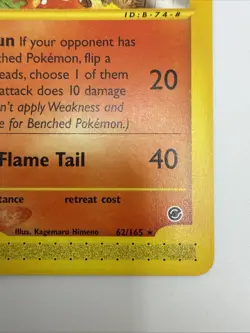 ID:B-74-#
un If your opponent has
ched Pokémon, flip a
eads, choose 1 of them
attack does 10 damage
n't apply Weakness and
e for Benched Pokémon.)
20
Flame Tail 40
tance retreat cost
Illus. Kagemaru Himeno 62/165 ★